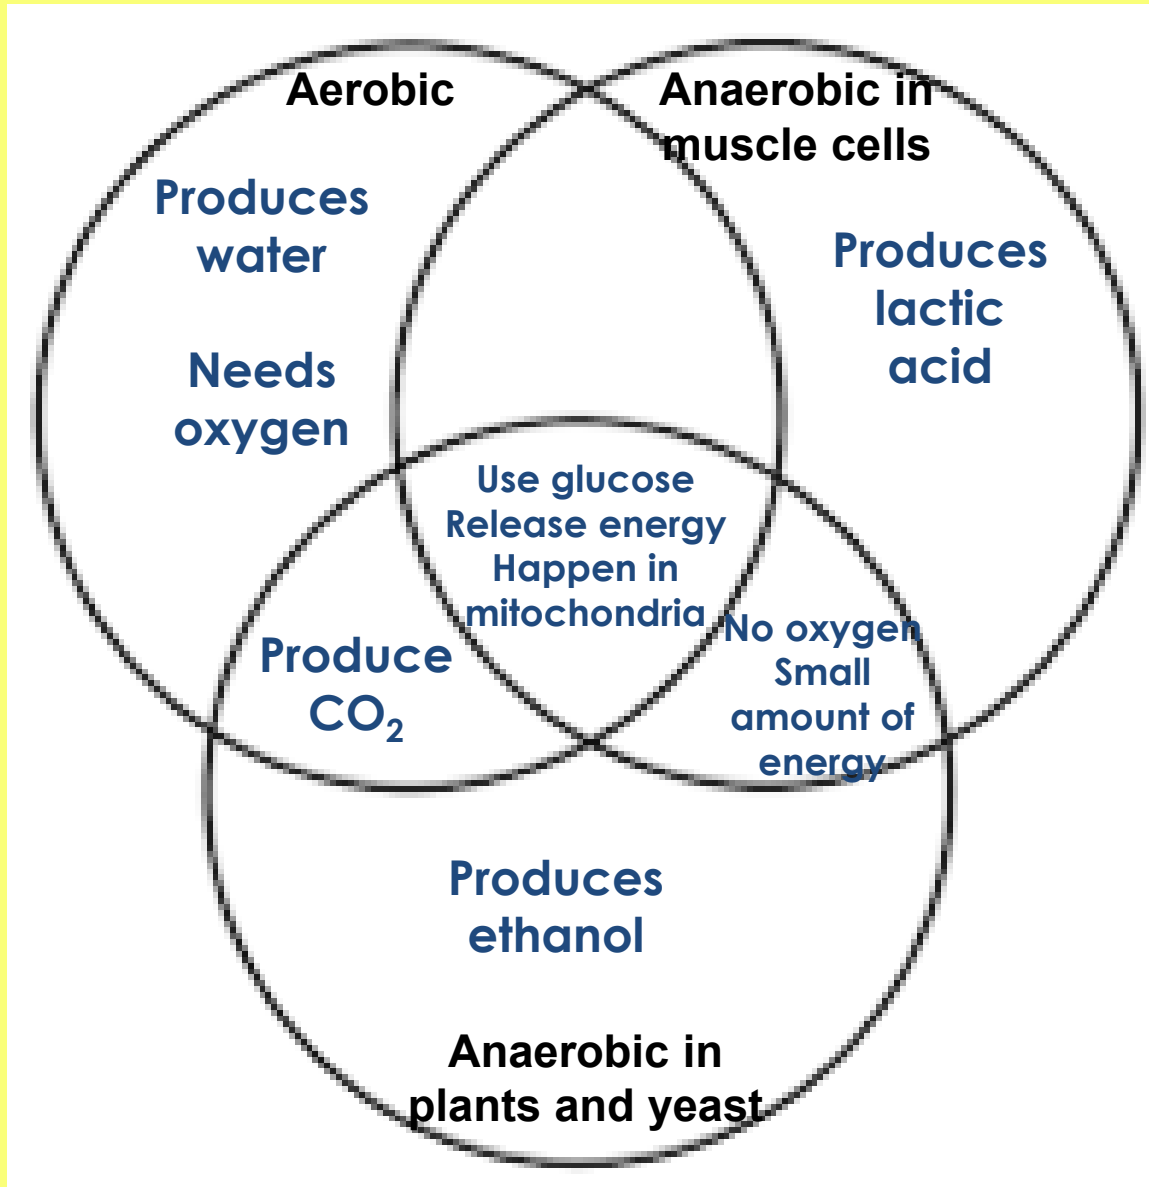 Aerobic
Anaerobic in
muscle cells
Produces
water
Produces
lactic
acid
Needs
oxygen
Use glucose
Release energy
Happen in
mitochondria
Produce
CO₂
No oxygen
Small
amount of
energy
Produces
ethanol
Anaerobic in
plants and yeast